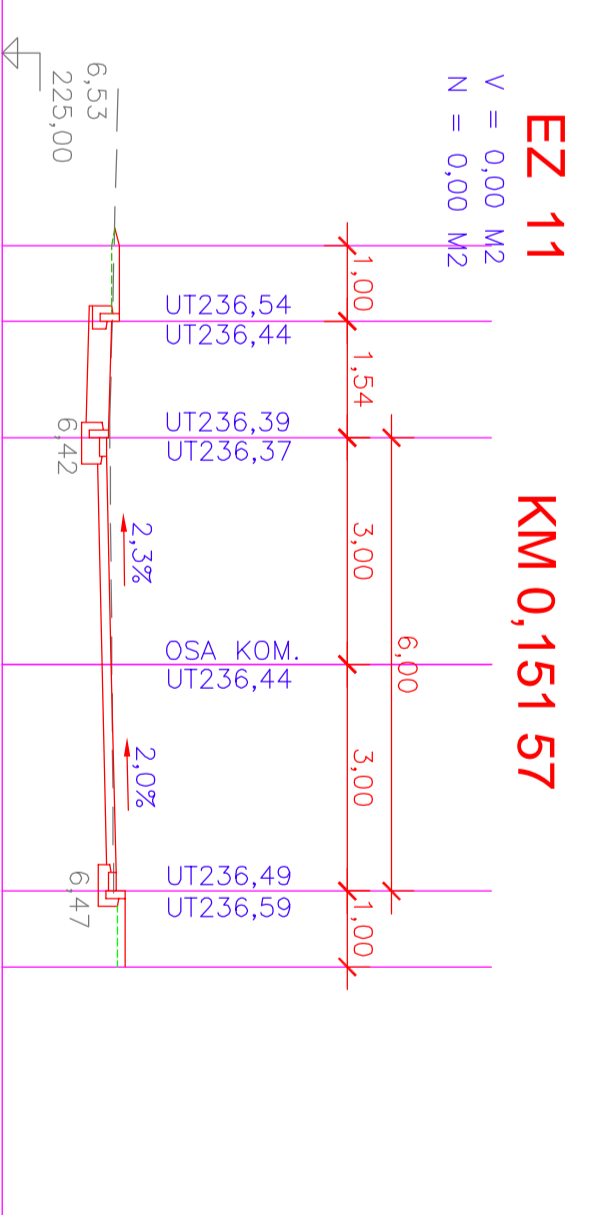 EZ 11
KM 0,151 57
V = 0,00 M2
N = 0,00 M2
6,00
1,00
1,54
3,00
3,00
1,00
UT236,54
UT236,44
UT236,39
UT236,37
OSA KOM.
UT236,44
UT236,49
UT236,59
2,3%
2,0%
6,53
225,00
6,42
6,47